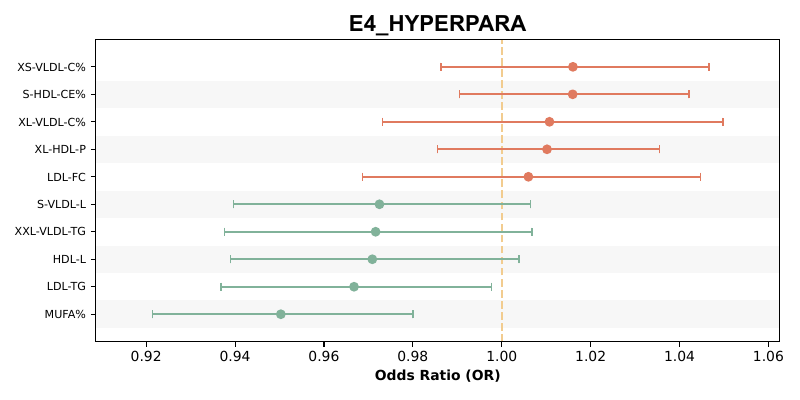 E4_HYPERPARA
XS-VLDL-C%
S-HDL-CE%
XL-VLDL-C%
XL-HDL-P
LDL-FC
S-VLDL-L
XXL-VLDL-TG
HDL-L
LDL-TG
MUFA%
0.92 0.94 0.96 0.98 1.00 1.02 1.04 1.06
Odds Ratio (OR)